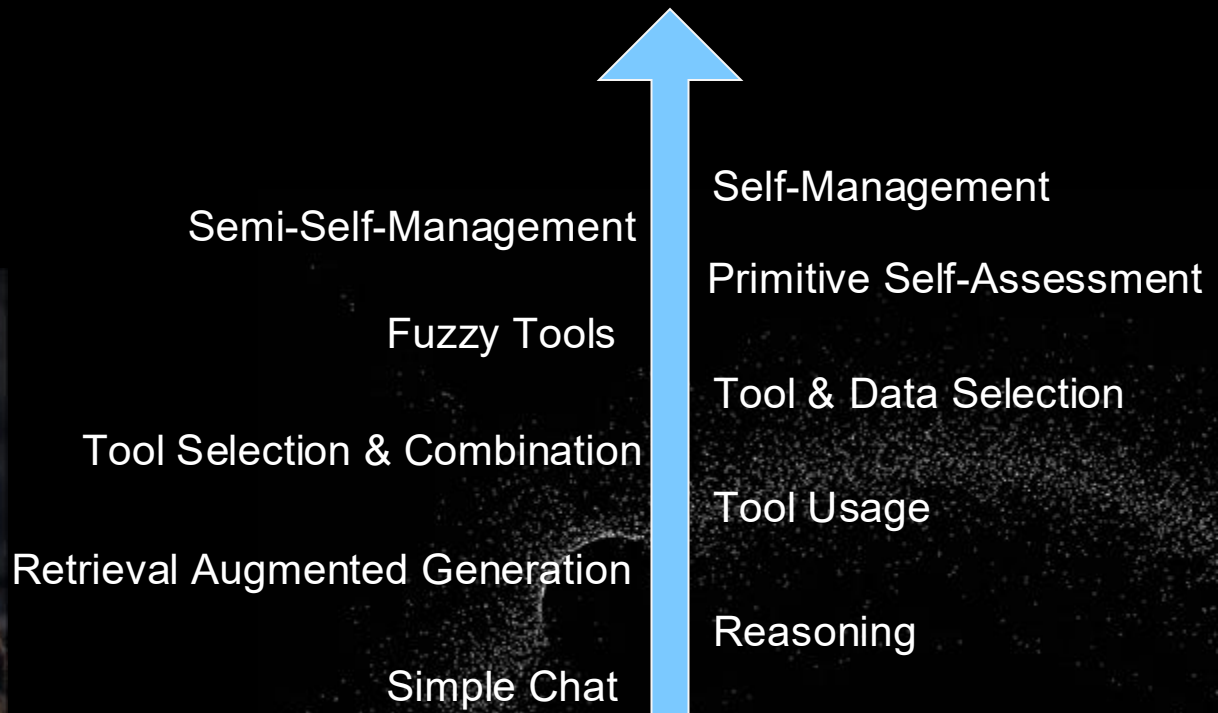 Self-Management
Semi-Self-Management
Primitive Self-Assessment
Fuzzy Tools
Tool & Data Selection
Tool Selection & Combination
Tool Usage
Retrieval Augmented Generation
Reasoning
Simple Chat